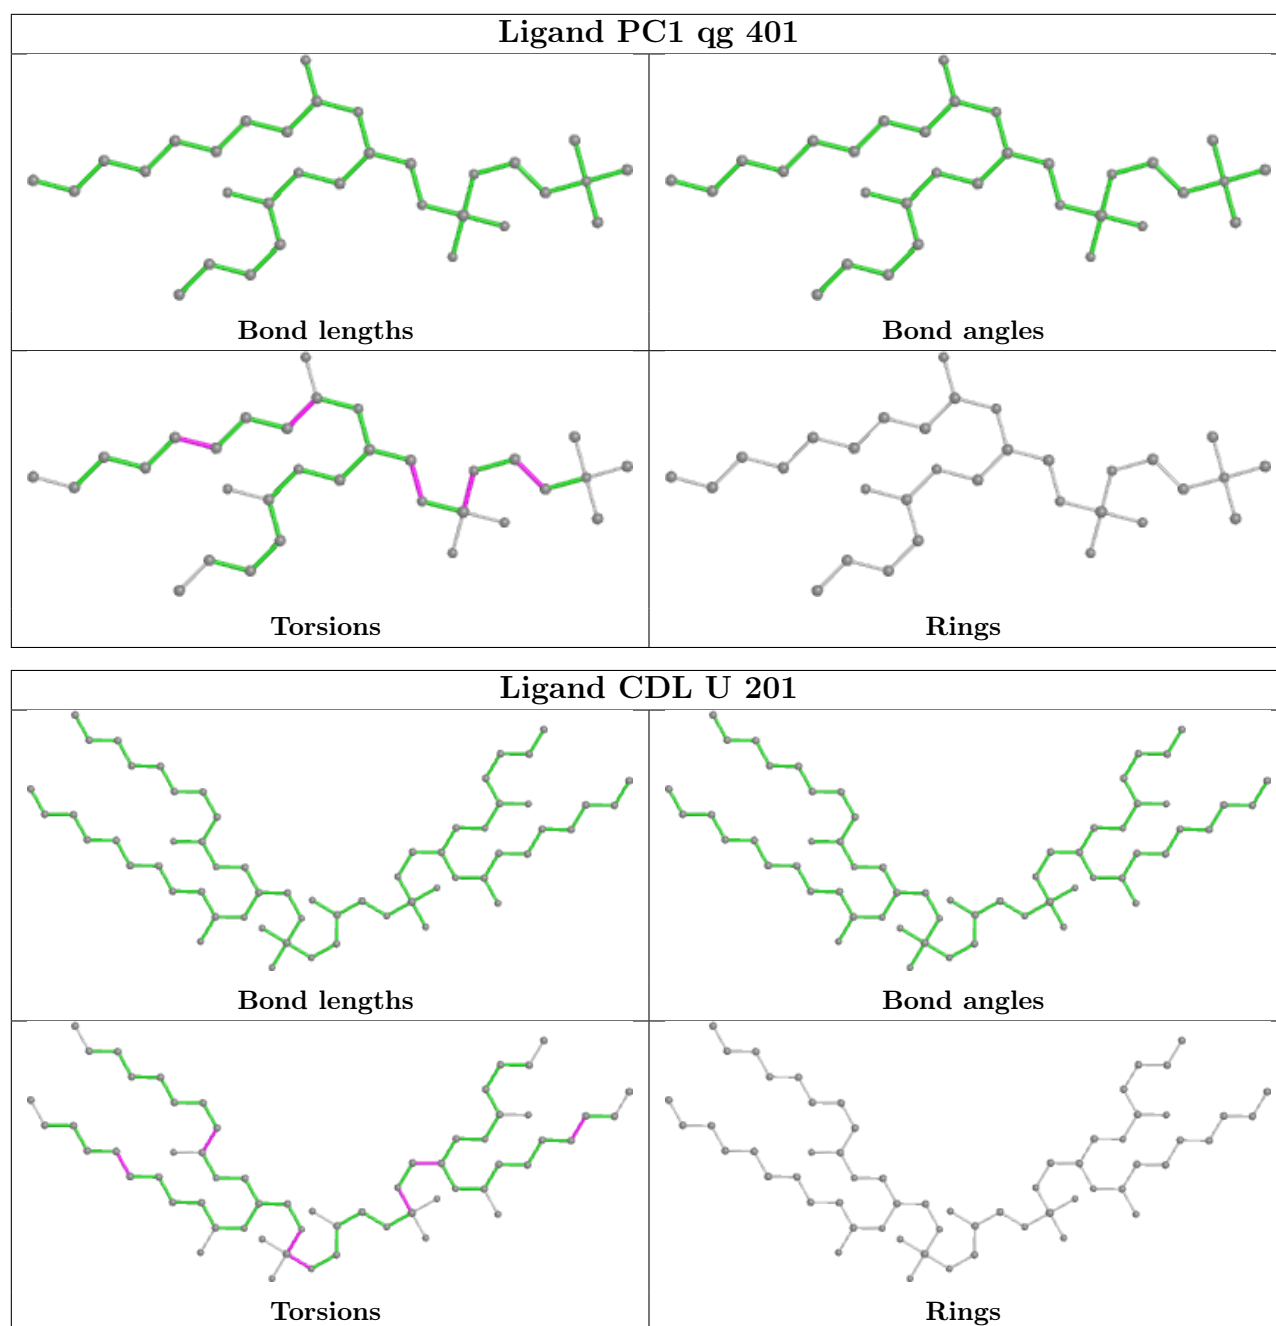 Ligand PC1 qg 401
Bond lengths
Bond angles
Torsions
Rings
Ligand CDL U 201
Bond lengths
Bond angles
Torsions
Rings